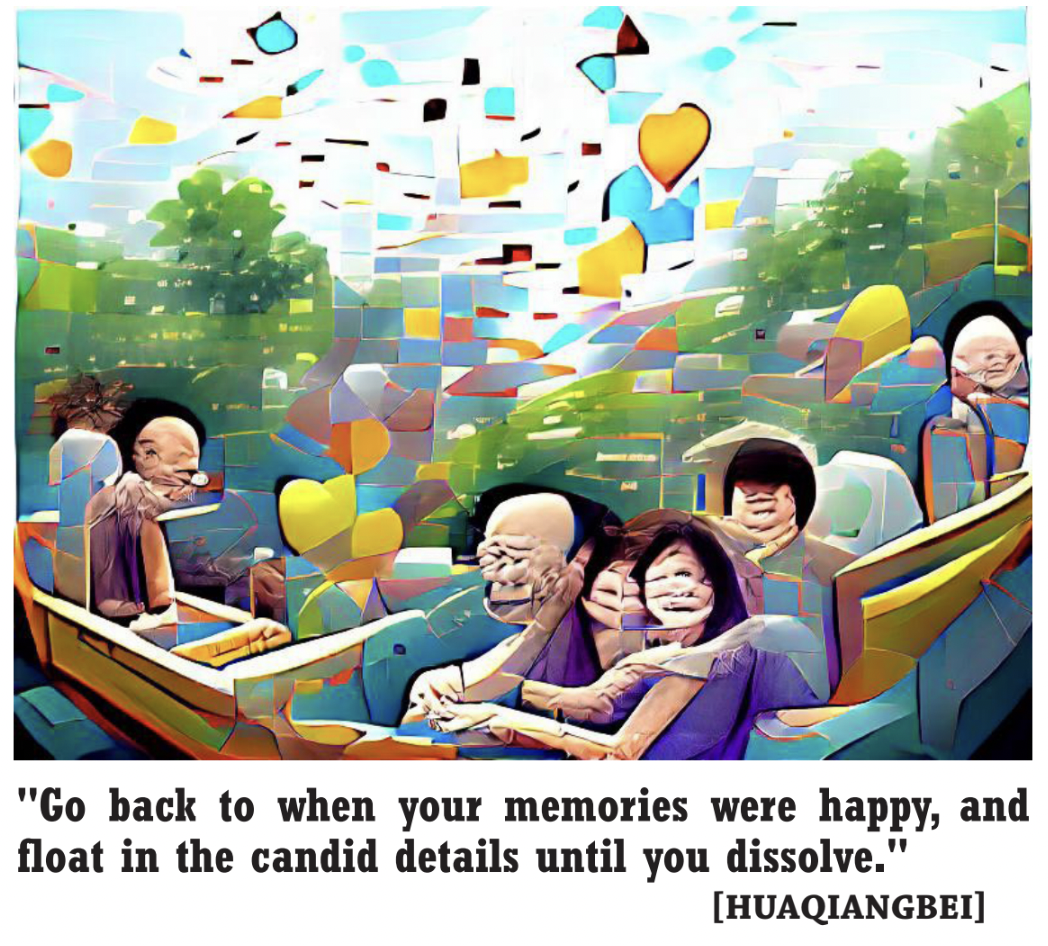 "Go back to when your memories were happy, and
float in the candid details until you dissolve."
[HUAQIANGBEI]